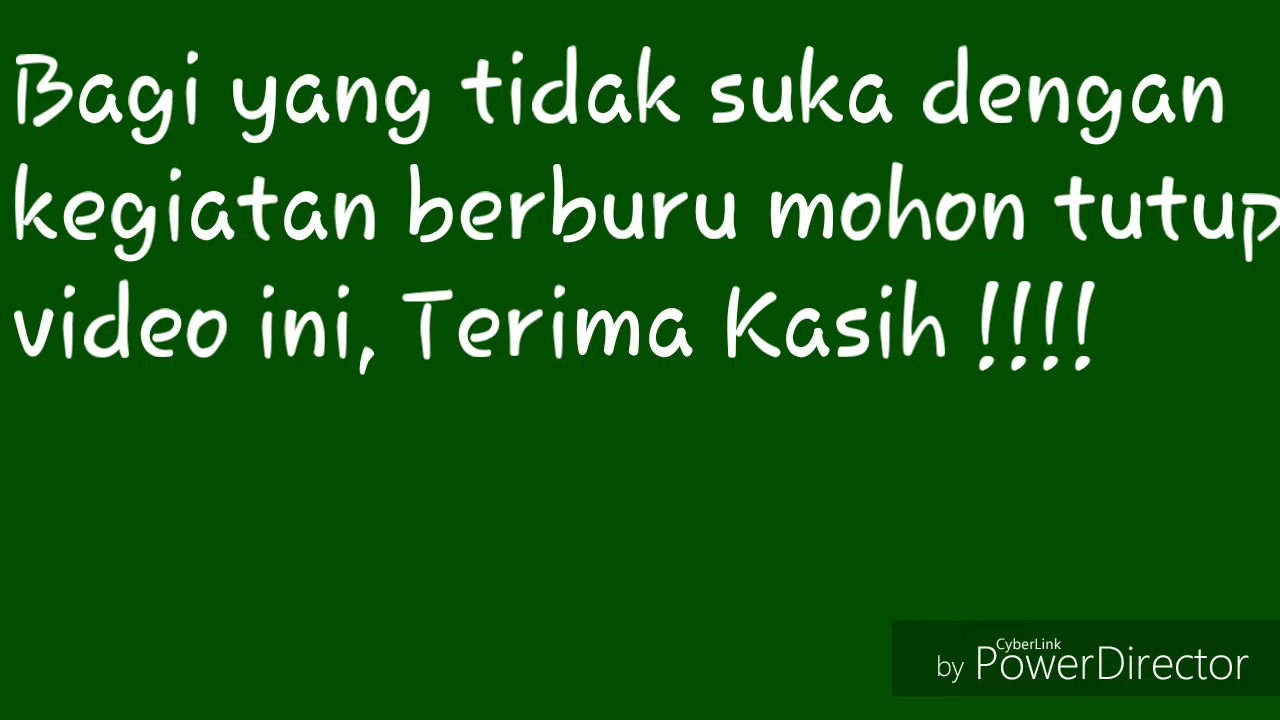 Bagi yang tidak suka dengan
kegiatan berburu mohon tutup
video ini, Terima Kasih !!!!
CyberLink
by PowerDirector